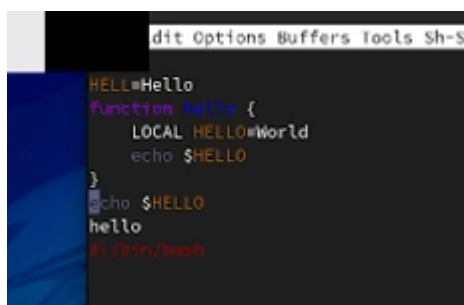 dit Options Buffers Tools Sh-S
HELL=Hello
function hello {
LOCAL HELLO=World
echo $HELLO
}
echo $HELLO
hello
#!/bin/bash